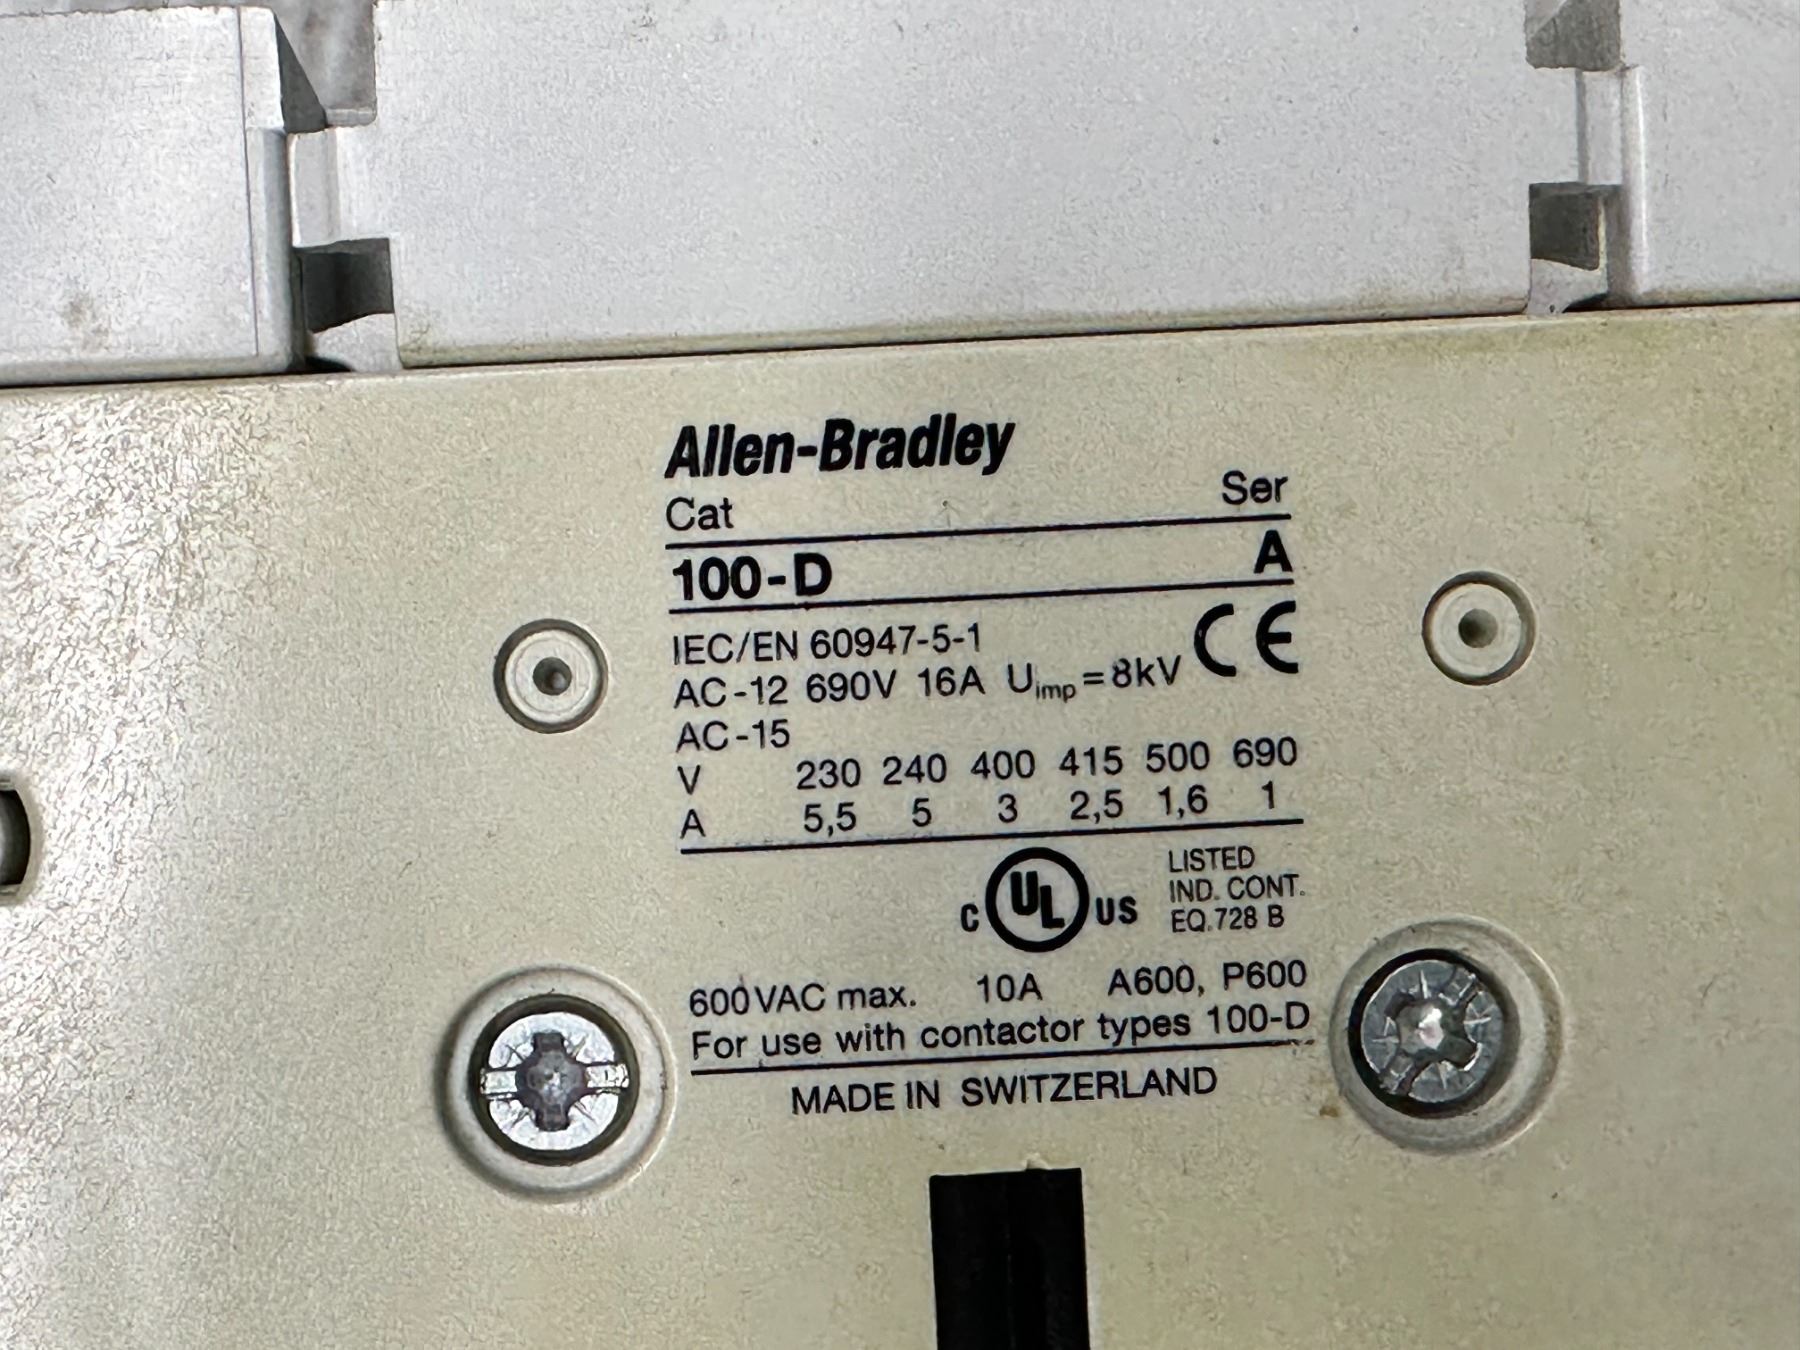 Allen-Bradley
Cat Ser
100-D A
IEC/EN 60947-5-1 CE
AC-12 690V 16A Uimp=8kV
AC-15
V 230 240 400 415 500 690
A 5,5 5 3 2,5 1,6 1
C UL US LISTED
IND. CONT.
EQ.728 B
600VAC max. 10A A600, P600
For use with contactor types 100-D
MADE IN SWITZERLAND